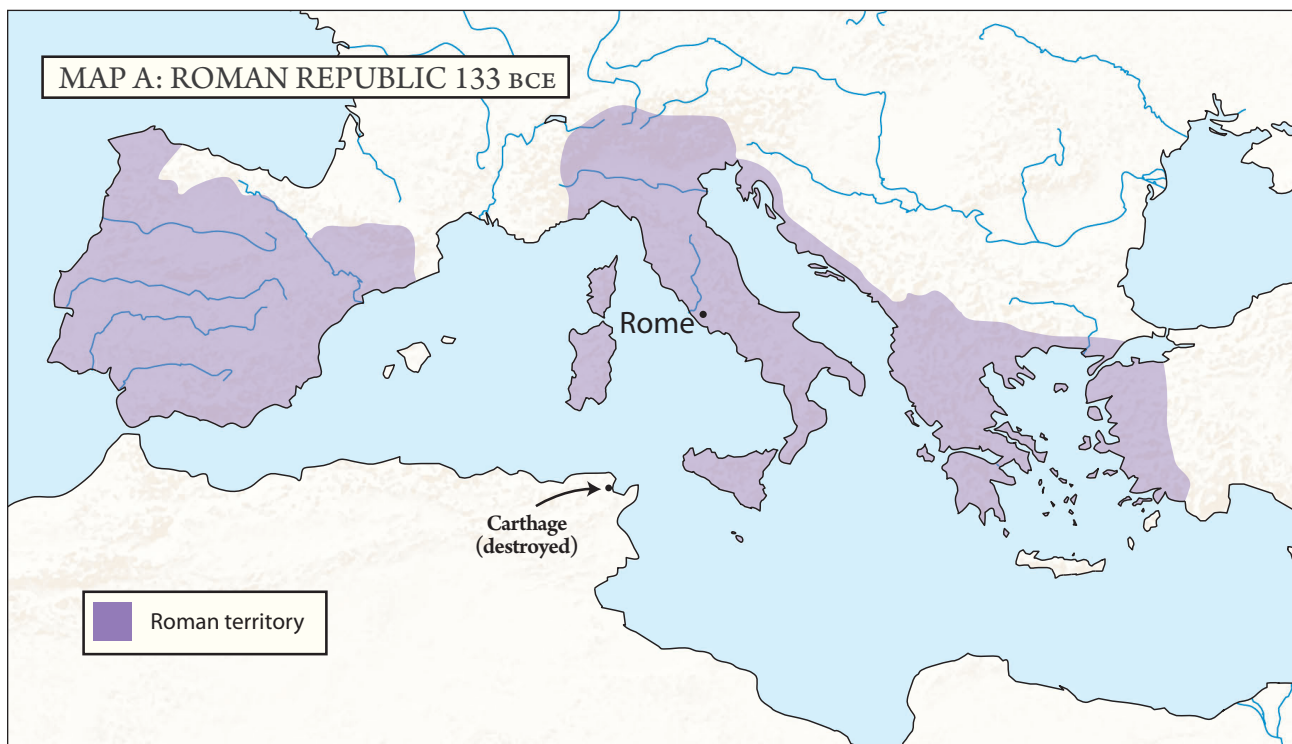 MAP A: ROMAN REPUBLIC 133 BCE
Rome
Carthage
(destroyed)
Roman territory